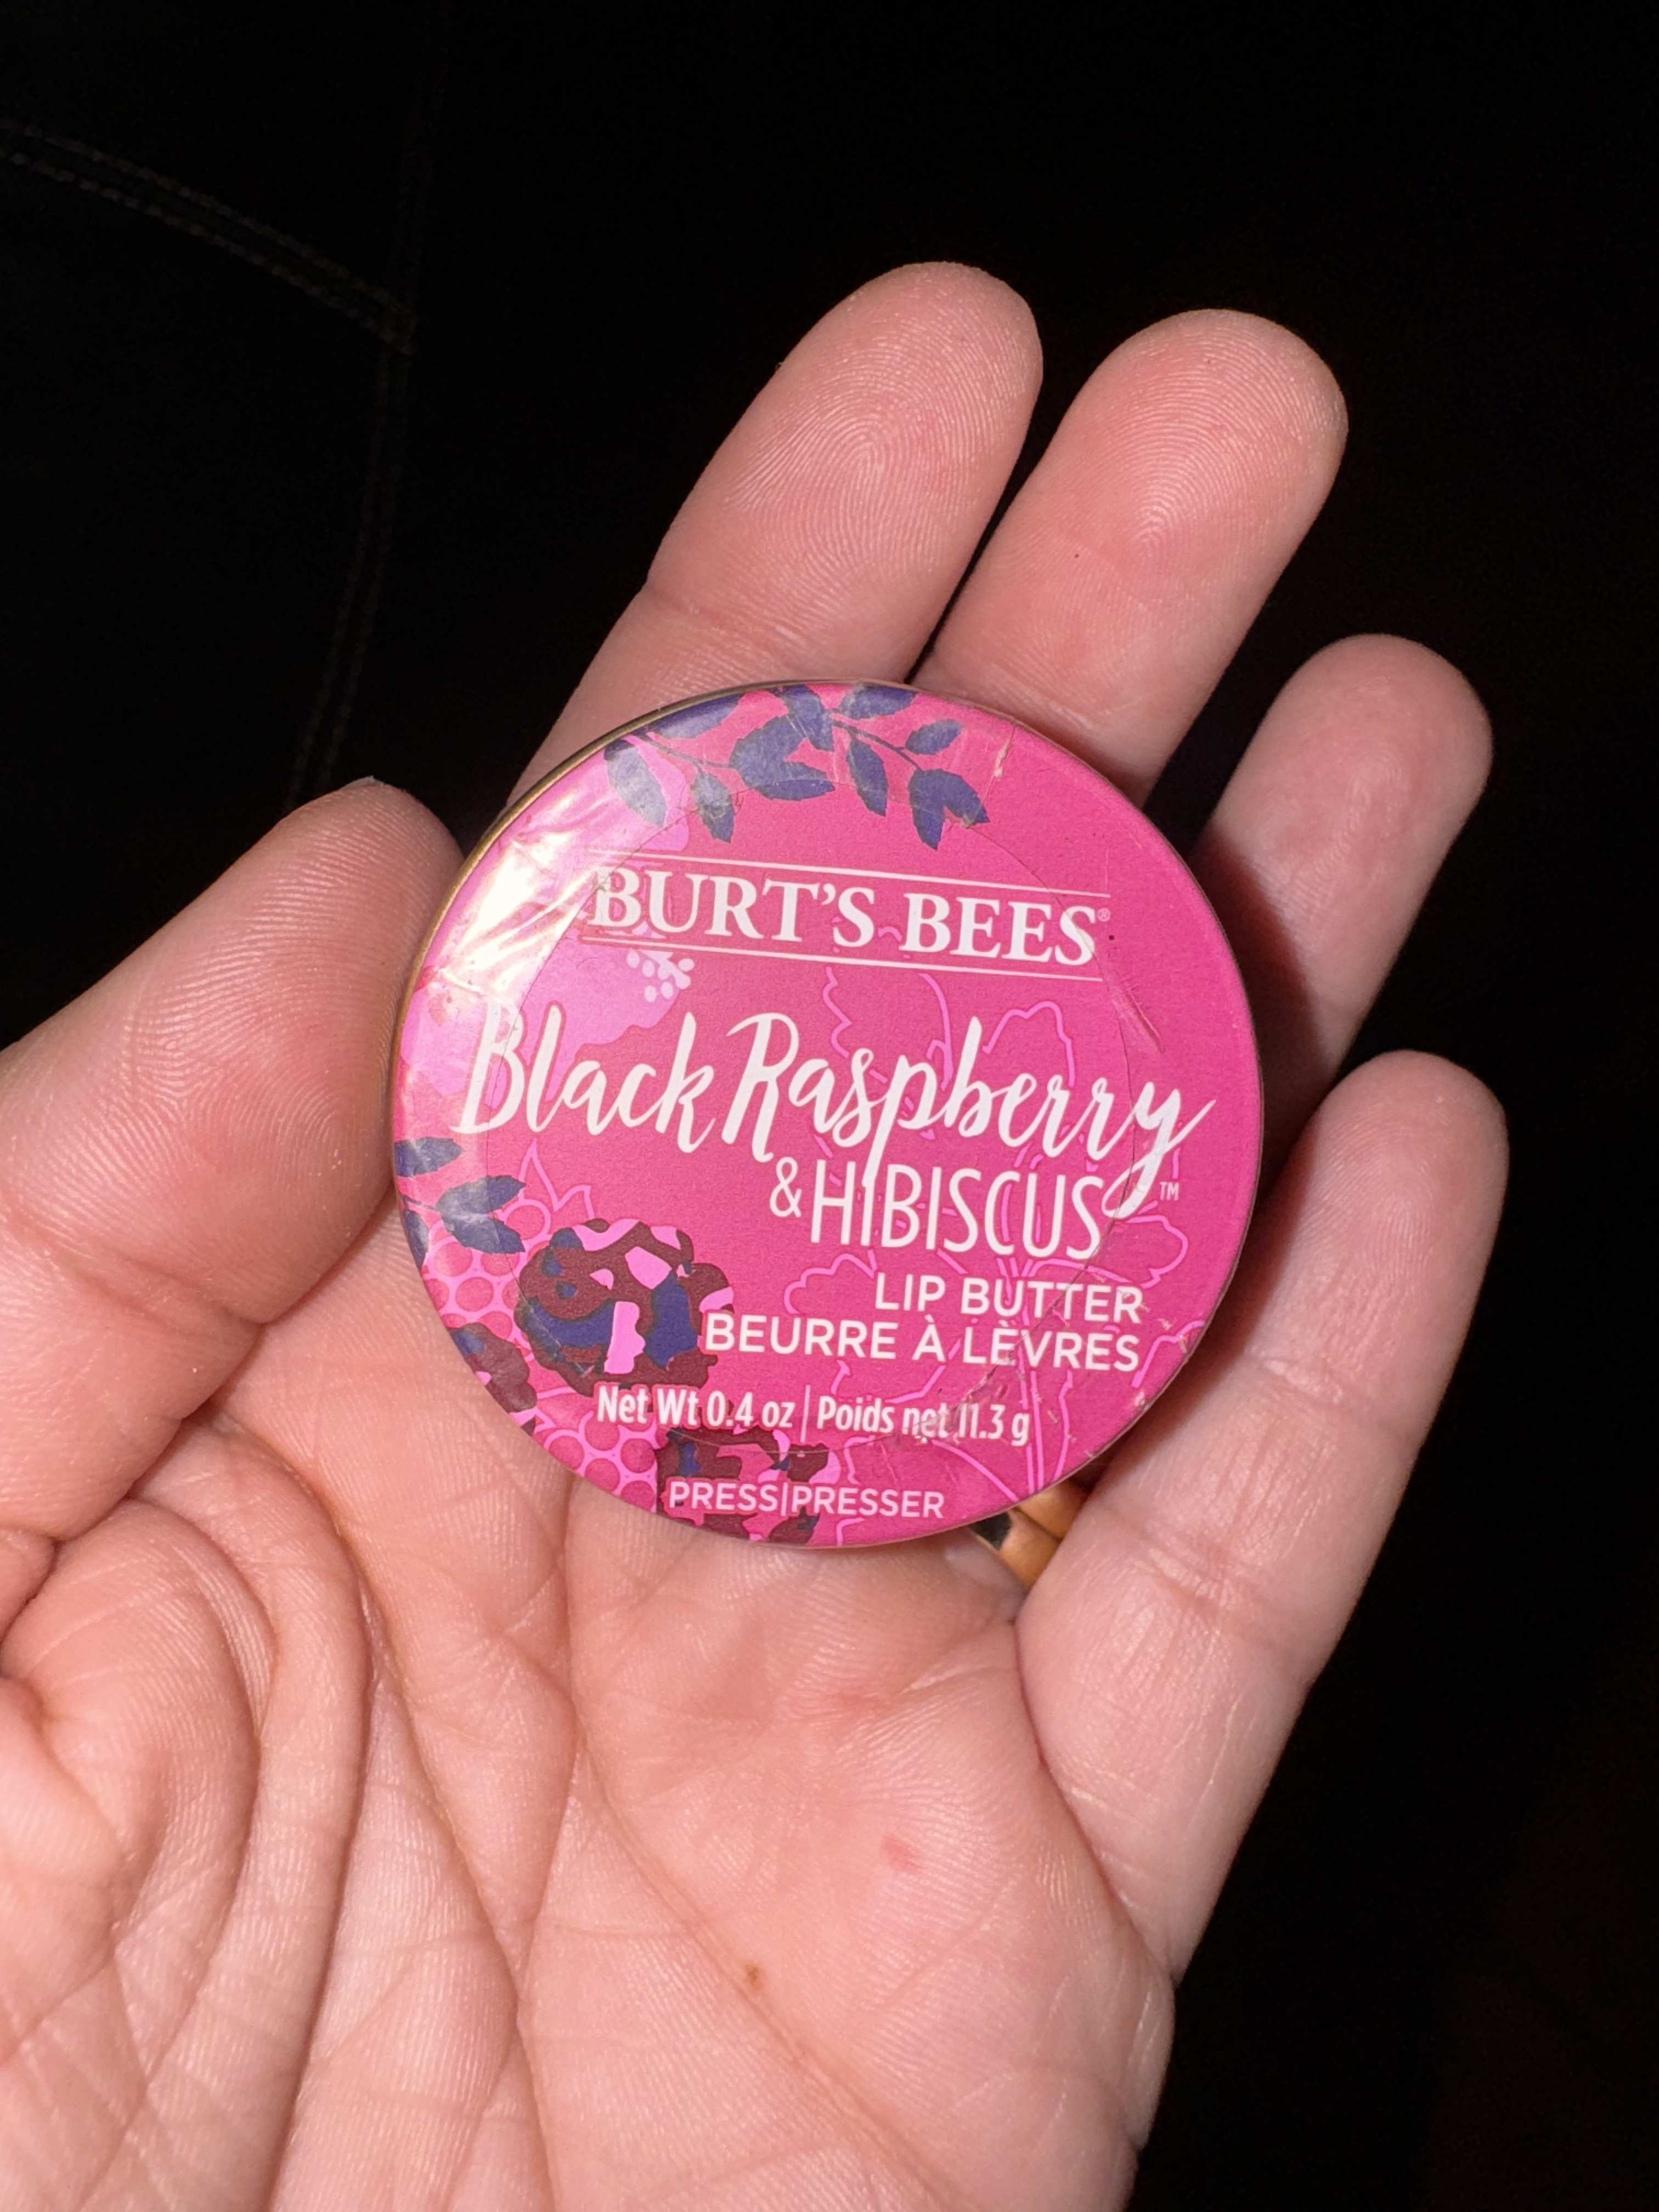 BURT'S BEES®
Black Raspberry
& HIBISCUS™
LIP BUTTER
BEURRE À LÈVRES
Net Wt 0.4 oz | Poids net 11.3 g
PRESS|PRESSER